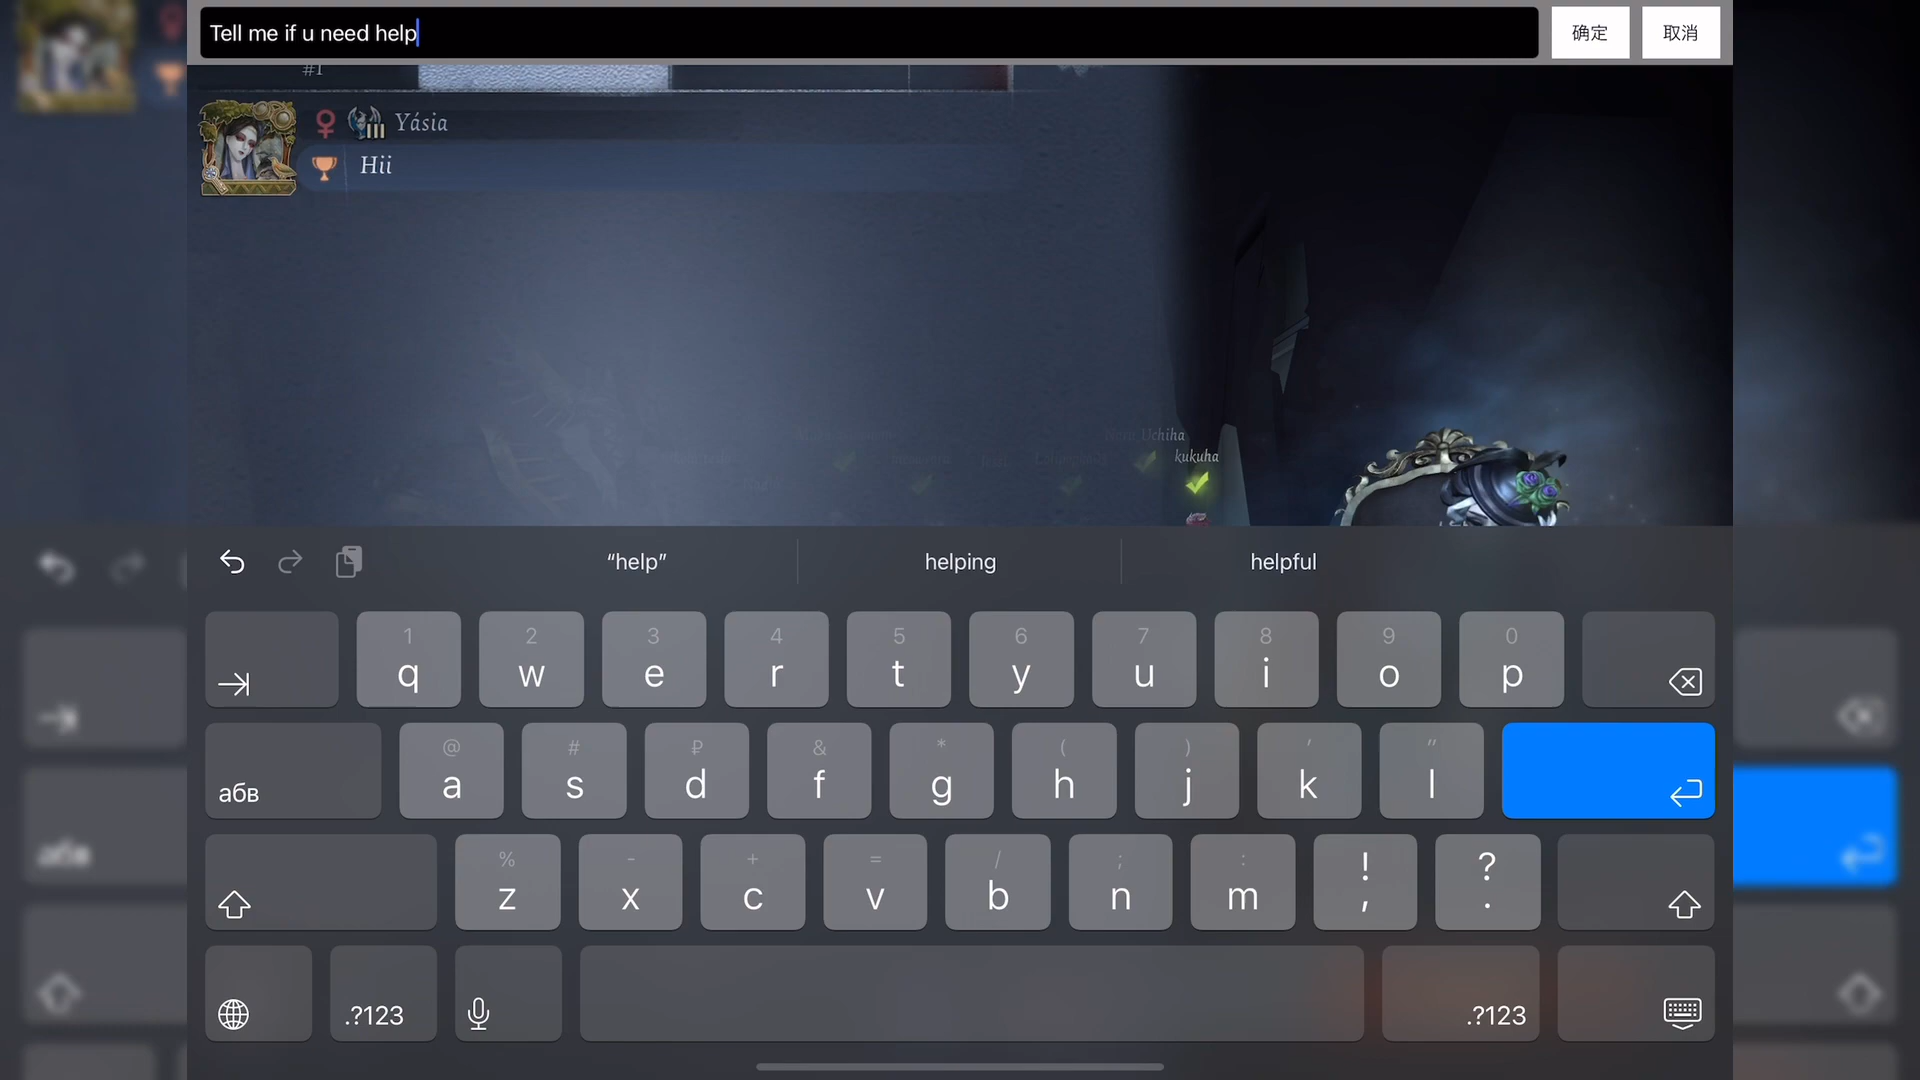 Tell me if u need help
确定
取消
#1
Yásia
Hii
Uchiha
kukuha
“help”
helping
helpful
1 2 3 4 5 6 7 8 9 0
q w e r t y u i o p
@ # ₽ & * ( ) ' "
абв a s d f g h j k l
% - + = / ; : ! ?
z x c v b n m , .
.?123
.?123